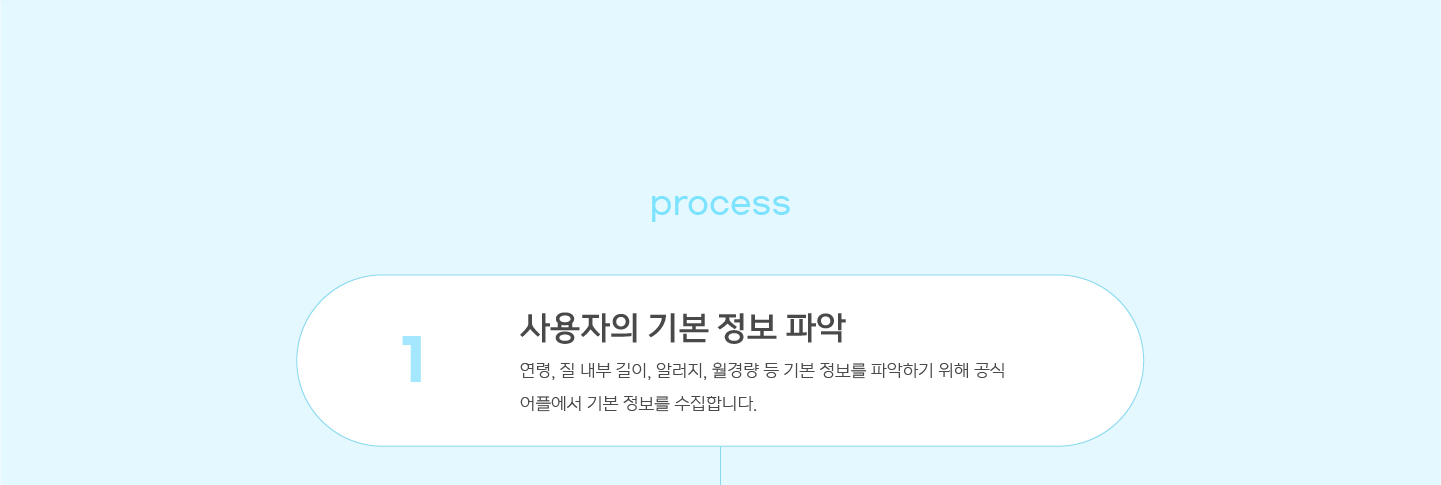 process
1
사용자의 기본 정보 파악
연령, 질 내부 길이, 알러지, 월경량 등 기본 정보를 파악하기 위해 공식
어플에서 기본 정보를 수집합니다.